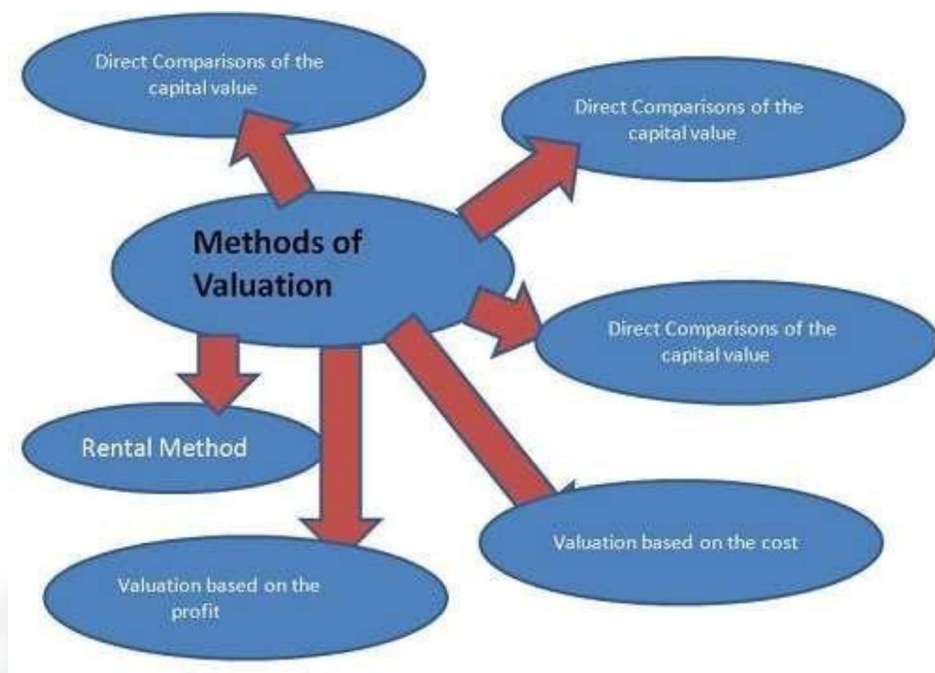 Direct Comparisons of the
capital value
Direct Comparisons of the
capital value
Methods of
Valuation
Direct Comparisons of the
capital value
Rental Method
Valuation based on the cost
Valuation based on the
profit